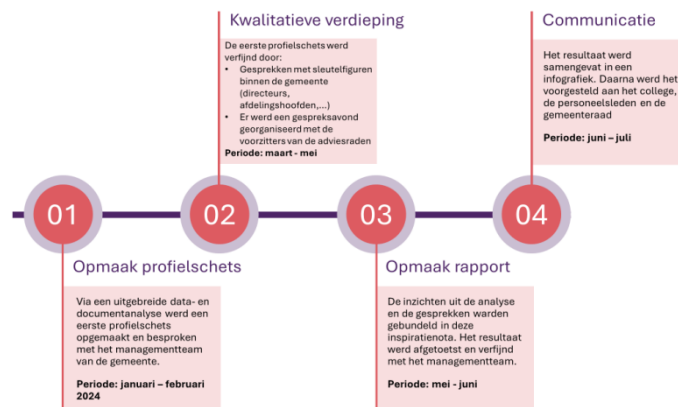 01
Opmaak profielschets
Via een uitgebreide data- en
documentanalyse werd een
eerste profielschets
opgemaakt en besproken
met het managementteam
van de gemeente.
Periode: januari – februari
2024
Kwalitatieve verdieping
De eerste profielschets werd
verfijnd door:
• Gesprekken met sleutelfiguren
binnen de gemeente
(directeurs,
afdelingshoofden,...)
• Er werd een gespreksavond
georganiseerd met de
voorzitters van de adviesraden
Periode: maart - mei
02
03
Opmaak rapport
De inzichten uit de analyse
en de gesprekken warden
gebundeld in deze
inspiratienota. Het resultaat
werd afgetoetst en verfijnd
met het managementteam.
Periode: mei - juni
Communicatie
Het resultaat werd
samengevat in een
infografiek. Daarna werd het
voorgesteld aan het college,
de personeelsleden en de
gemeenteraad
Periode: juni – juli
04